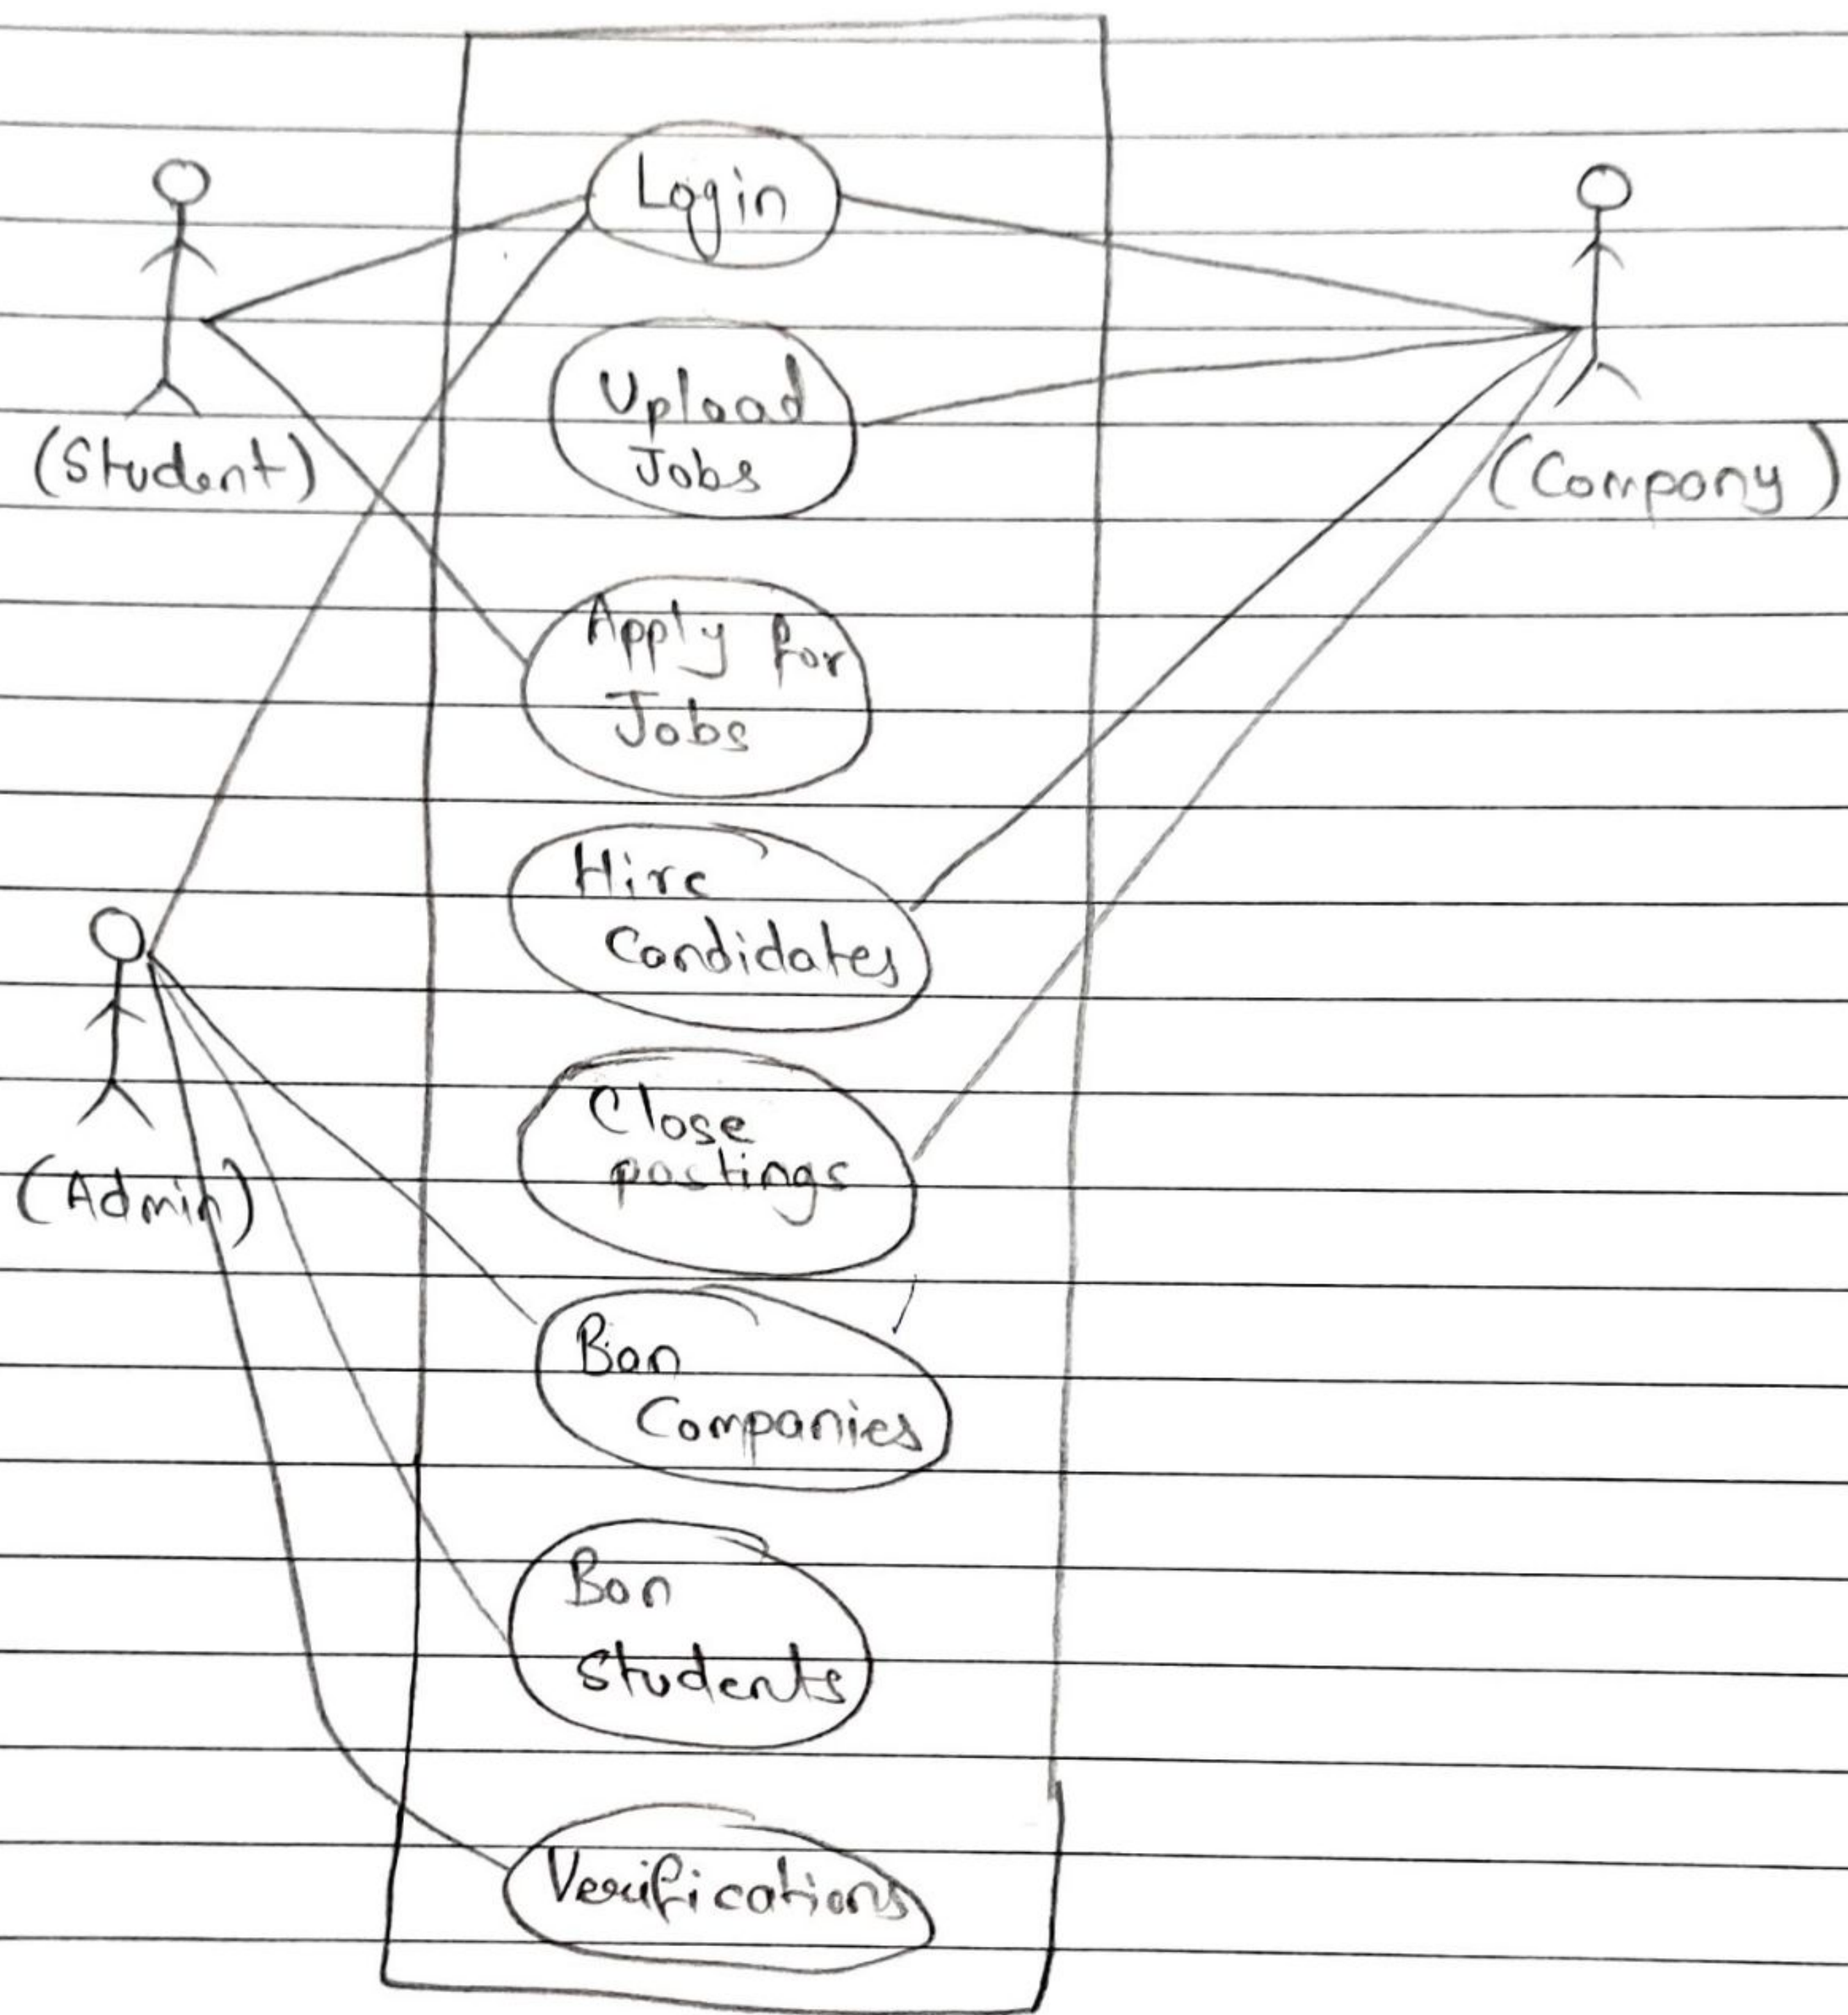 Login
Upload
Jobs
(Student)
(Company)
Apply for
Jobs
Hire
Candidates
Close
postings
(Admin)
Ban
Companies
Ban
Students
Verifications